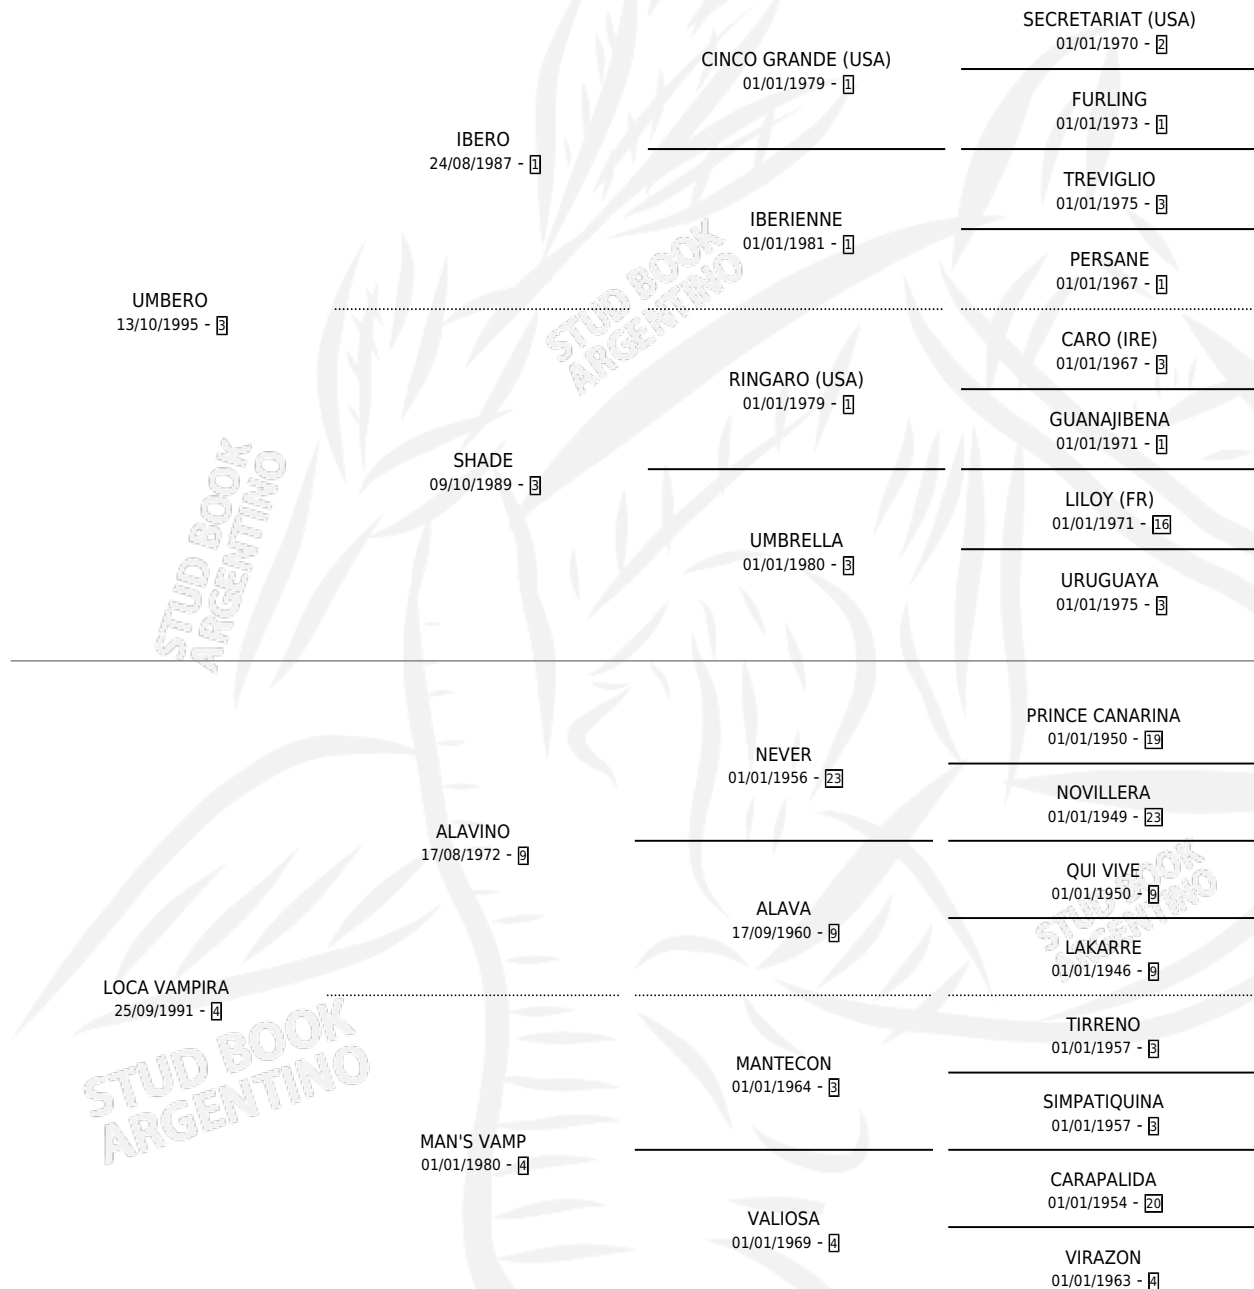 SECRETARIAT (USA)
01/01/1970 - 2
CINCO GRANDE (USA)
01/01/1979 - 1
FURLING
01/01/1973 - 1
IBERO
24/08/1987 - 1
TREVIGLIO
01/01/1975 - 3
IBERIENNE
01/01/1981 - 1
PERSANE
01/01/1967 - 1
UMBERO
13/10/1995 - 3
CARO (IRE)
01/01/1967 - 3
RINGARO (USA)
01/01/1979 - 1
GUANAJIBENA
01/01/1971 - 1
SHADE
09/10/1989 - 3
LILOY (FR)
01/01/1971 - 16
UMBRELLA
01/01/1980 - 3
URUGUAYA
01/01/1975 - 3
STUD BOOK
ARGENTINO
STUD BOOK
ARGENTINO
PRINCE CANARINA
01/01/1950 - 19
NEVER
01/01/1956 - 23
NOVILLERA
01/01/1949 - 23
ALAVINO
17/08/1972 - 9
QUI VIVE
01/01/1950 - 9
ALAVA
17/09/1960 - 9
LAKARRE
01/01/1946 - 9
LOCA VAMPIRA
25/09/1991 - 4
TIRRENO
01/01/1957 - 3
MANTECON
01/01/1964 - 3
SIMPATIQUINA
01/01/1957 - 3
MAN'S VAMP
01/01/1980 - 4
CARAPALIDA
01/01/1954 - 20
VALIOSA
01/01/1969 - 4
VIRAZON
01/01/1963 - 4
STUD BOOK
ARGENTINO
STUD BOOK
ARGENTINO